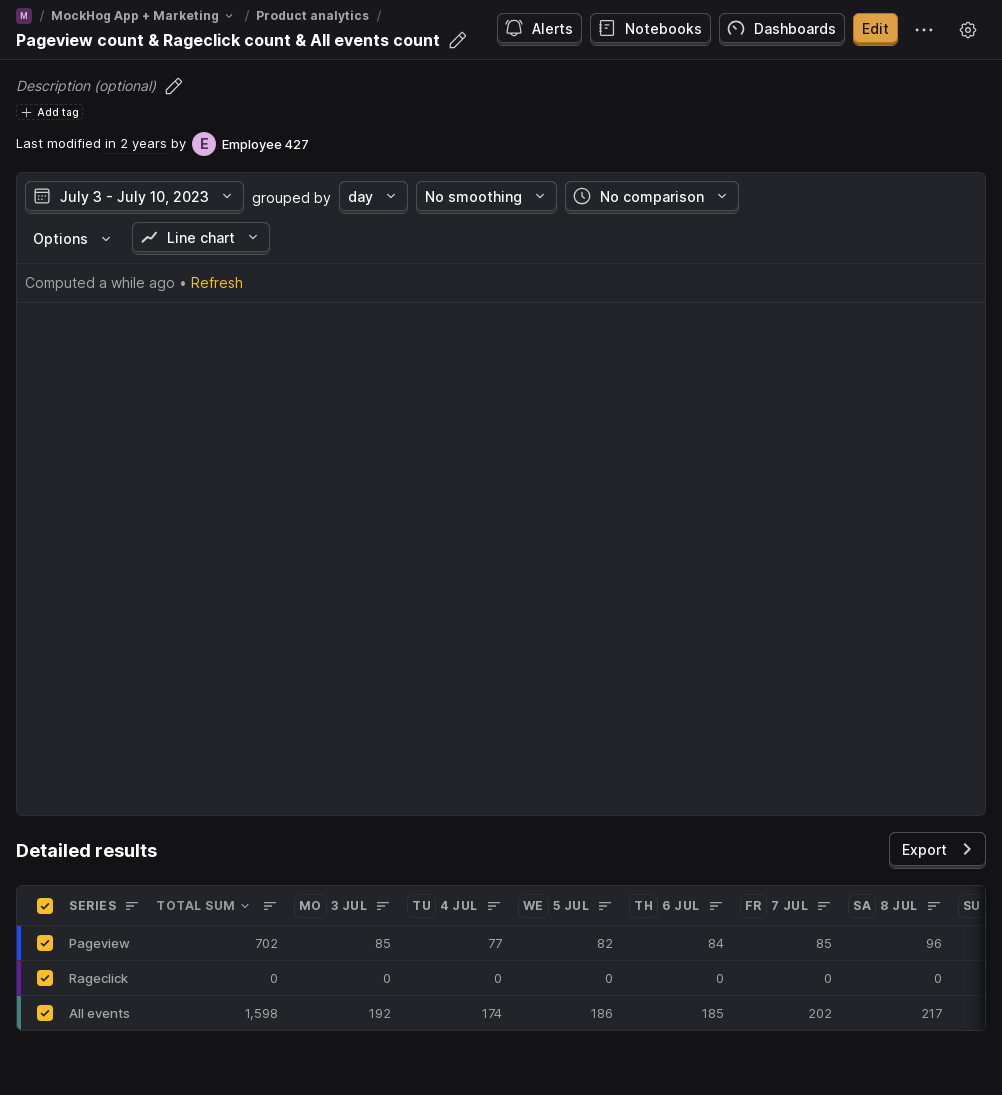 M / MockHog App + Marketing / Product analytics /
Pageview count & Rageclick count & All events count
Alerts Notebooks Dashboards Edit
Description (optional)
Add tag
Last modified in 2 years by E Employee 427
July 3 - July 10, 2023 grouped by day No smoothing No comparison
Options Line chart
Computed a while ago • Refresh
Detailed results Export
SERIES TOTAL SUM MO 3 JUL TU 4 JUL WE 5 JUL TH 6 JUL FR 7 JUL SA 8 JUL SU
Pageview 702 85 77 82 84 85 96
Rageclick 0 0 0 0 0 0 0
All events 1,598 192 174 186 185 202 217